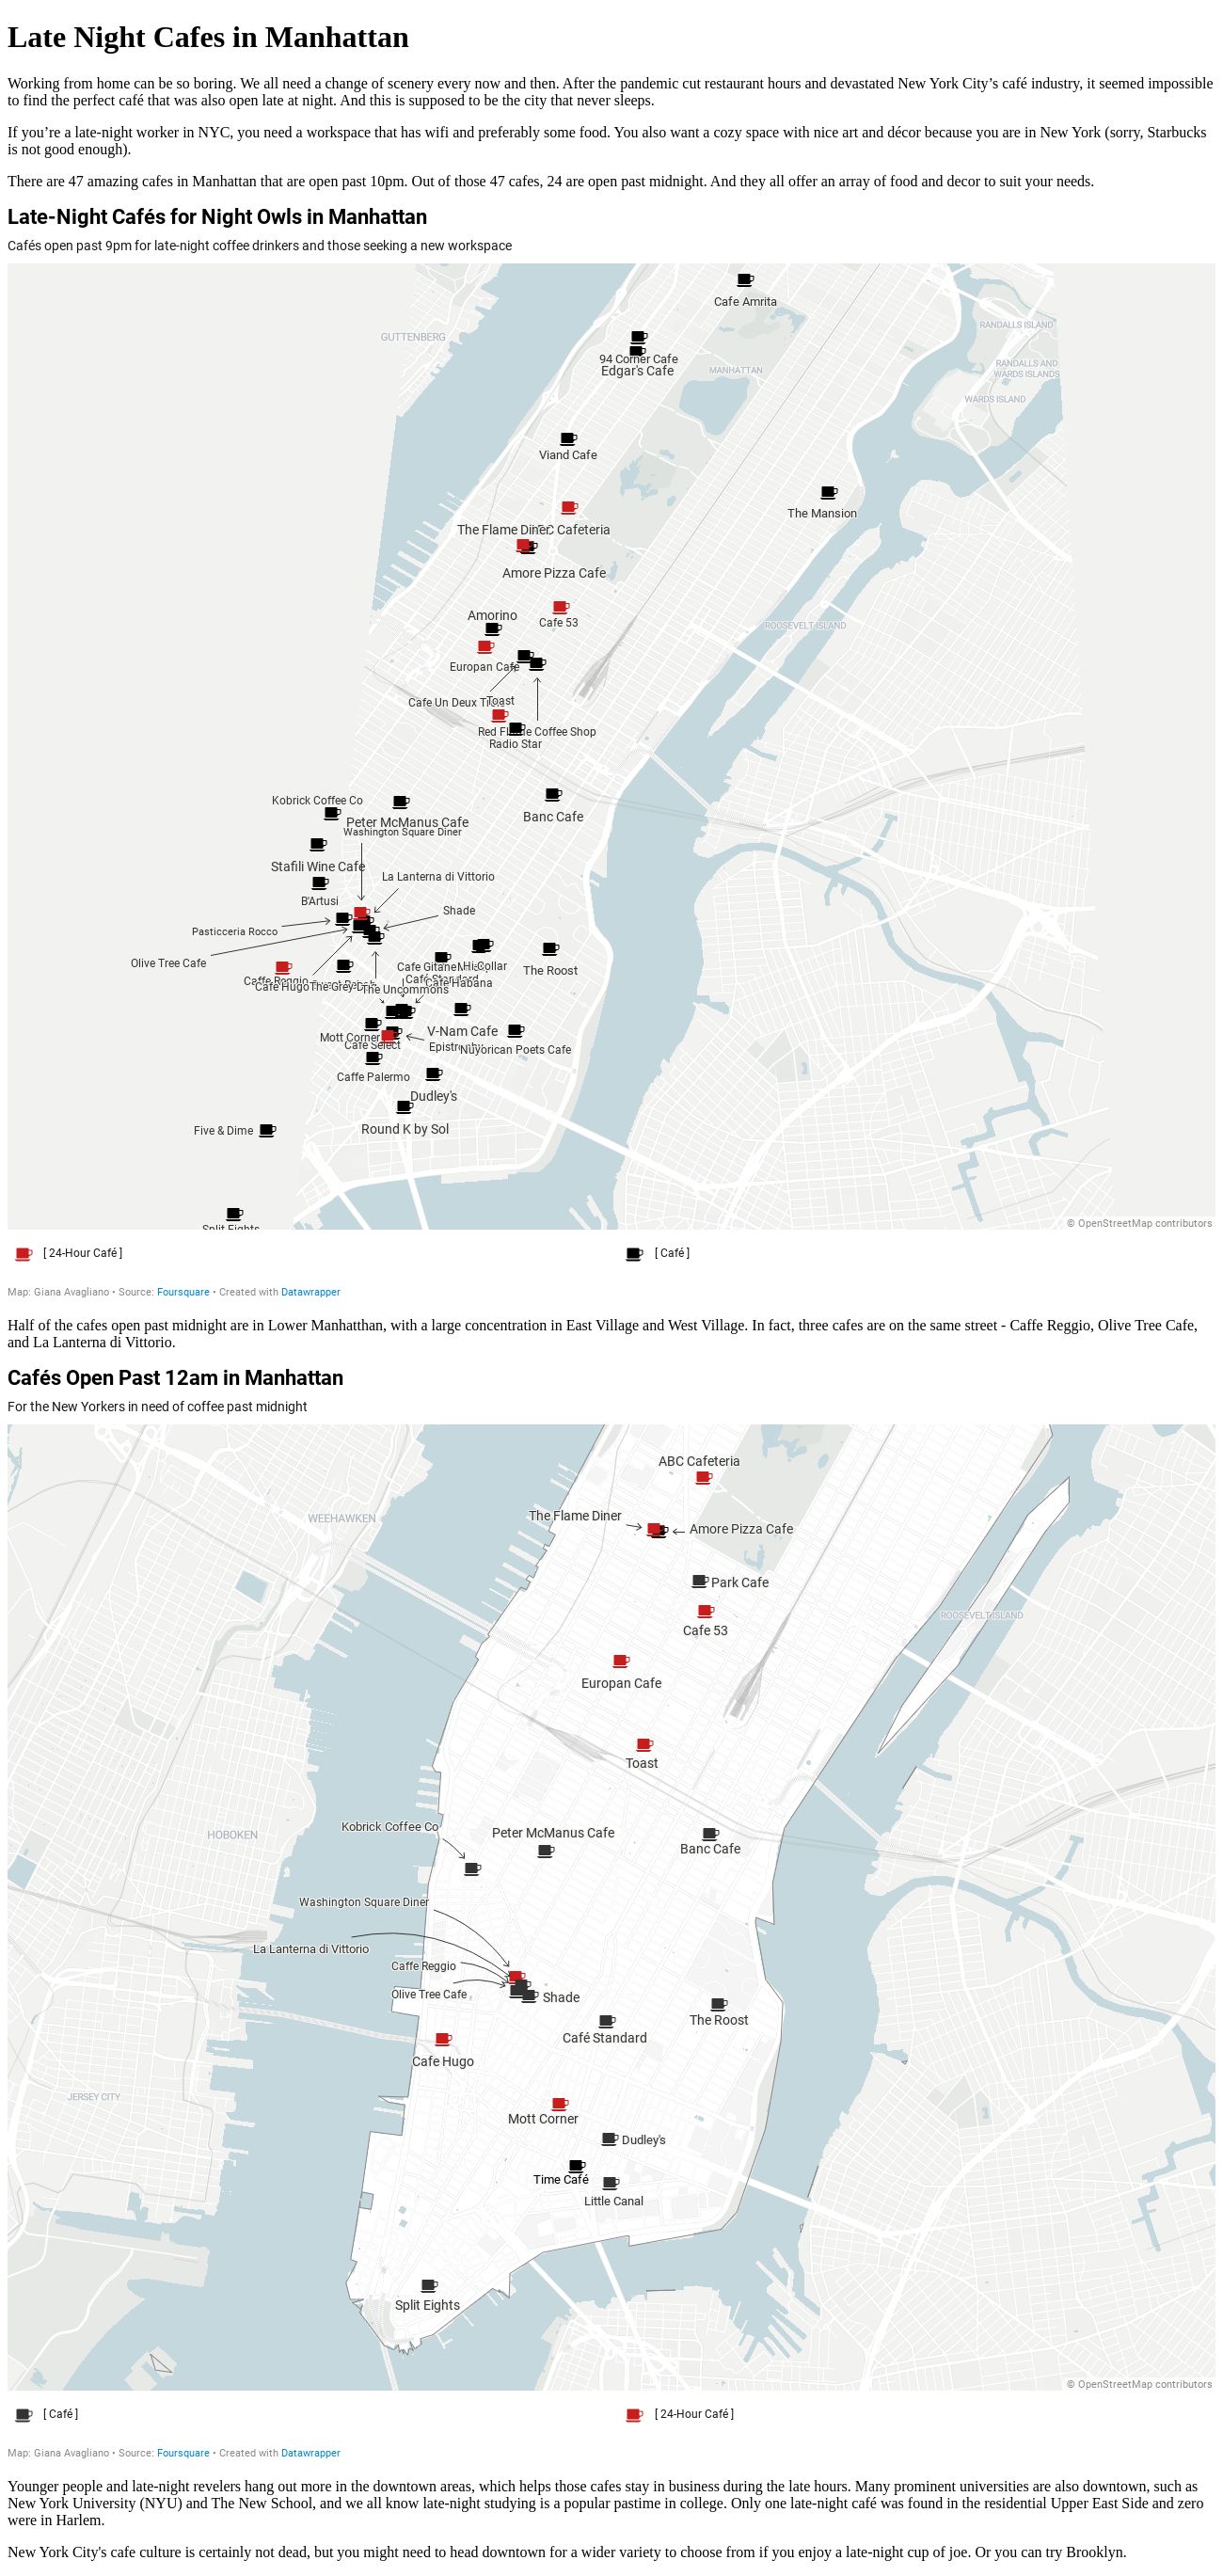 Late Night Cafes in Manhattan
Working from home can be so boring. We all need a change of scenery every now and then. After the pandemic cut restaurant hours and devastated New York City’s café industry, it seemed impossible
to find the perfect café that was also open late at night. And this is supposed to be the city that never sleeps.
If you’re a late-night worker in NYC, you need a workspace that has wifi and preferably some food. You also want a cozy space with nice art and décor because you are in New York (sorry, Starbucks
is not good enough).
There are 47 amazing cafes in Manhattan that are open past 10pm. Out of those 47 cafes, 24 are open past midnight. And they all offer an array of food and decor to suit your needs.
Late-Night Cafés for Night Owls in Manhattan
Cafés open past 9pm for late-night coffee drinkers and those seeking a new workspace
Cafe Amrita
RANDALLS ISLAND
GUTTENBERG
94 Corner Cafe
RANDALLS AND
WARDS ISLANDS
Edgar's Cafe
MANHATTAN
WARDS ISLAND
Viand Cafe
The Mansion
The Flame Diner
Cafeteria
Amore Pizza Cafe
Amorino
Cafe 53
ROOSEVELT ISLAND
Europan Cafe
Cafe Un Deux
Toast
Coffee Shop
Radio Star
Kobrick Coffee Co
Banc Cafe
Peter McManus Cafe
Washington Square Diner
Stafili Wine Cafe
La Lanterna di Vittorio
B'Artusi
Shade
Pasticceria Rocco
Olive Tree Cafe
Cafe Gitane
Hi-Collar
The Roost
Caffe Reggio
Café Standard
Cafe Habana
Cafe Hugo
The Grey Dog
The Uncommons
Mott Corner
V-Nam Cafe
Cafe Select
Epistrophy
Nuyorican Poets Cafe
Caffe Palermo
Dudley's
Five & Dime
Round K by Sol
Split Eights
© OpenStreetMap contributors
[ 24-Hour Café ]
[ Café ]
Map: Giana Avagliano • Source: Foursquare • Created with Datawrapper
Half of the cafes open past midnight are in Lower Manhatthan, with a large concentration in East Village and West Village. In fact, three cafes are on the same street - Caffe Reggio, Olive Tree Cafe,
and La Lanterna di Vittorio.
Cafés Open Past 12am in Manhattan
For the New Yorkers in need of coffee past midnight
ABC Cafeteria
The Flame Diner
WEEHAWKEN
Amore Pizza Cafe
Park Cafe
ROOSEVELT ISLAND
Cafe 53
Europan Cafe
Toast
Kobrick Coffee Co
Peter McManus Cafe
HOBOKEN
Banc Cafe
Washington Square Diner
La Lanterna di Vittorio
Caffe Reggio
Olive Tree Cafe
Shade
The Roost
Café Standard
Cafe Hugo
JERSEY CITY
Mott Corner
Dudley's
Time Café
Little Canal
Split Eights
© OpenStreetMap contributors
[ Café ]
[ 24-Hour Café ]
Map: Giana Avagliano • Source: Foursquare • Created with Datawrapper
Younger people and late-night revelers hang out more in the downtown areas, which helps those cafes stay in business during the late hours. Many prominent universities are also downtown, such as
New York University (NYU) and The New School, and we all know late-night studying is a popular pastime in college. Only one late-night café was found in the residential Upper East Side and zero
were in Harlem.
New York City's cafe culture is certainly not dead, but you might need to head downtown for a wider variety to choose from if you enjoy a late-night cup of joe. Or you can try Brooklyn.